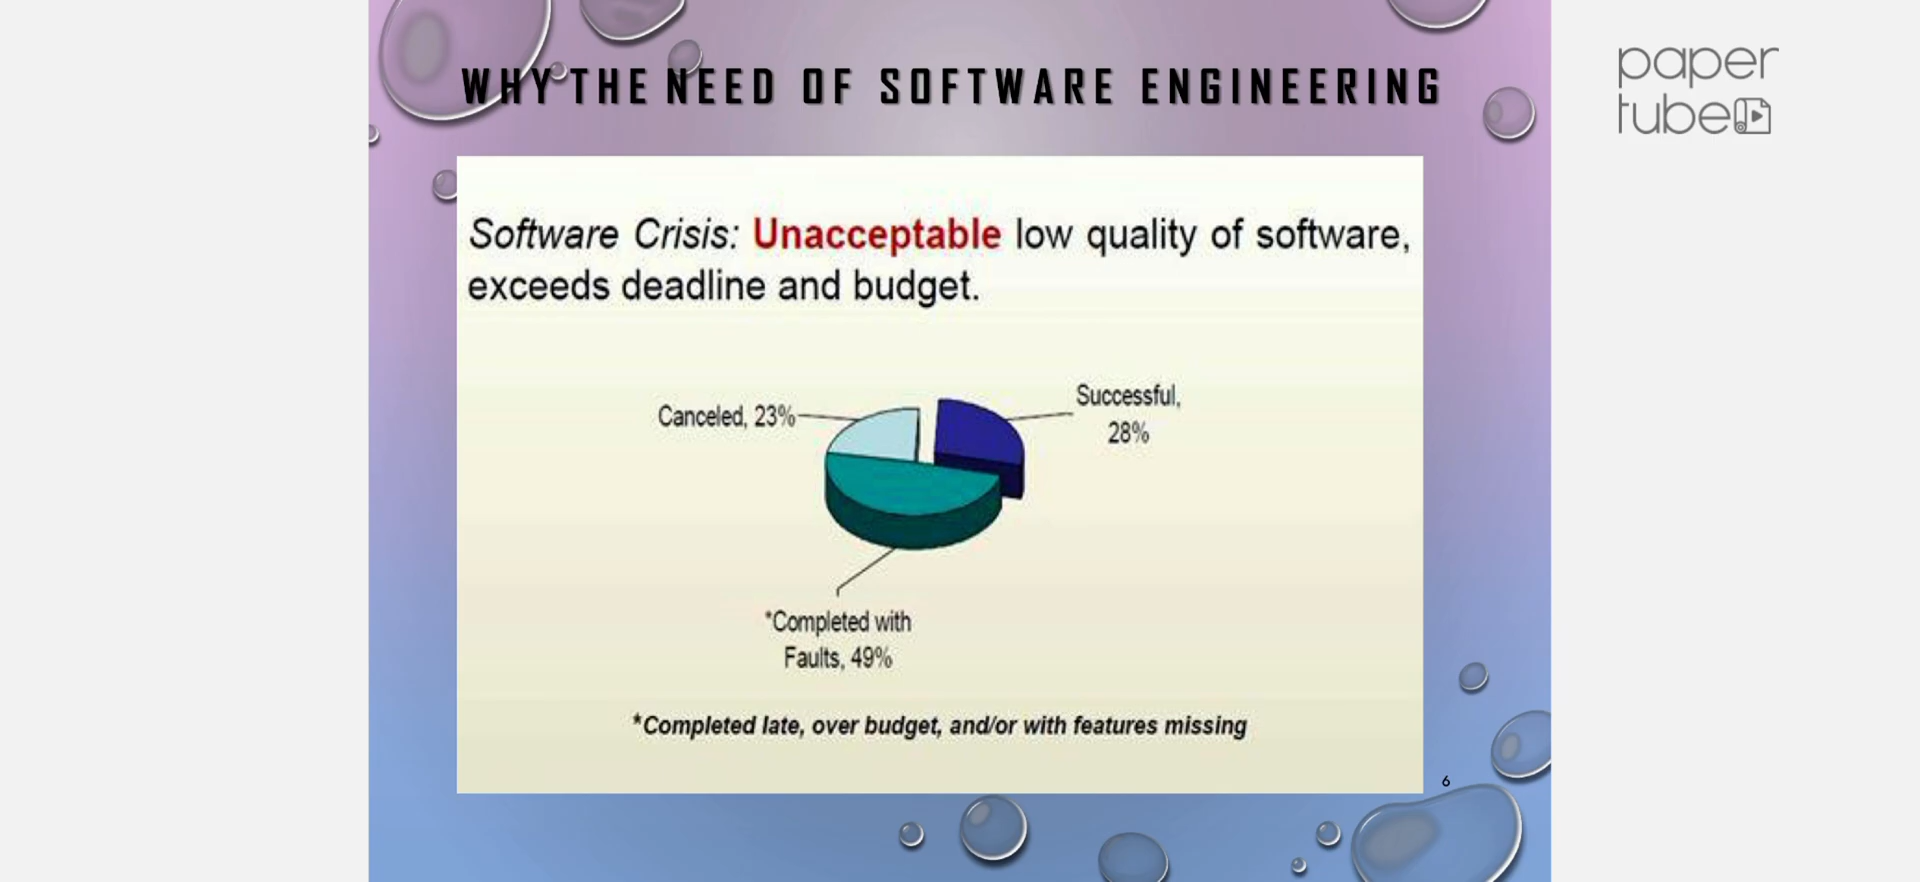 WHY THE NEED OF SOFTWARE ENGINEERING
paper
tube
Software Crisis: Unacceptable low quality of software,
exceeds deadline and budget.
Canceled, 23%
Successful,
28%
*Completed with
Faults, 49%
*Completed late, over budget, and/or with features missing
6